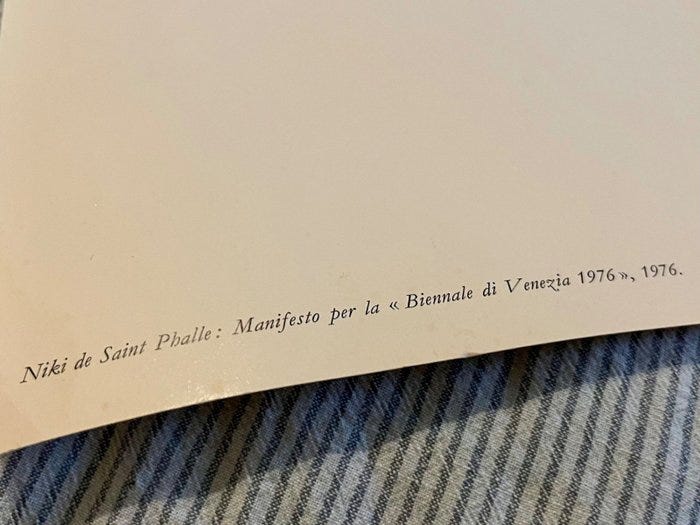 Niki de Saint Phalle: Manifesto per la « Biennale di Venezia 1976 », 1976.